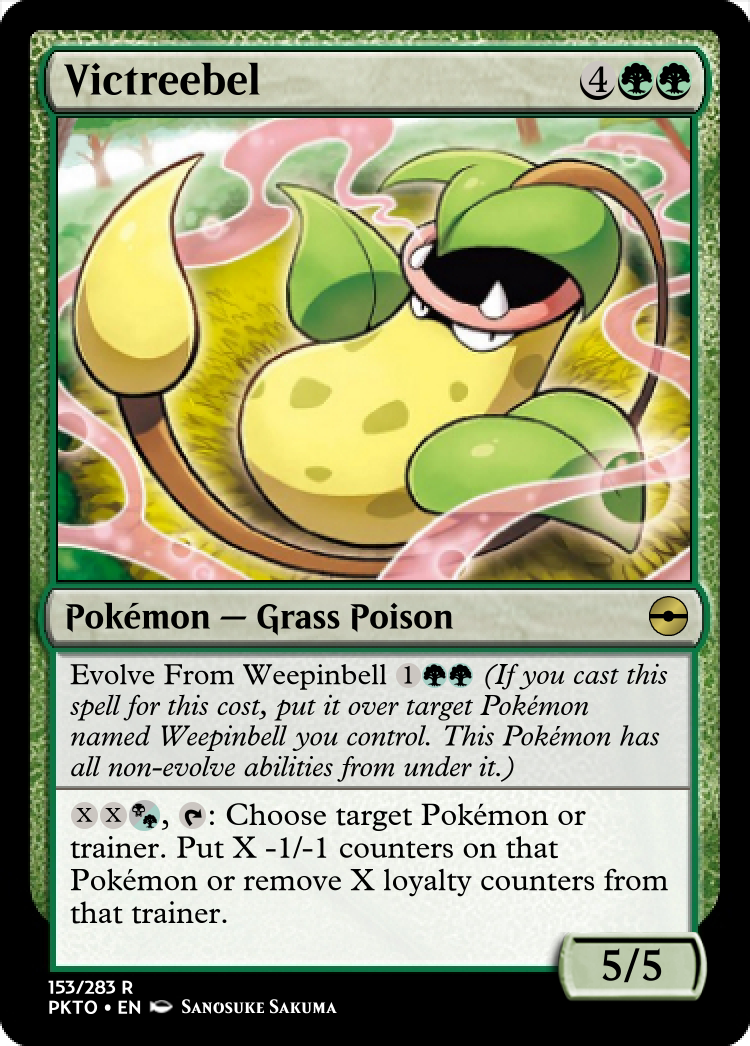 Victreebel 4
Pokémon — Grass Poison
Evolve From Weepinbell 1 (If you cast this
spell for this cost, put it over target Pokémon
named Weepinbell you control. This Pokémon has
all non-evolve abilities from under it.)
X X , : Choose target Pokémon or
trainer. Put X -1/-1 counters on that
Pokémon or remove X loyalty counters from
that trainer.
5/5
153/283 R
PKTO • EN Sanosuke Sakuma